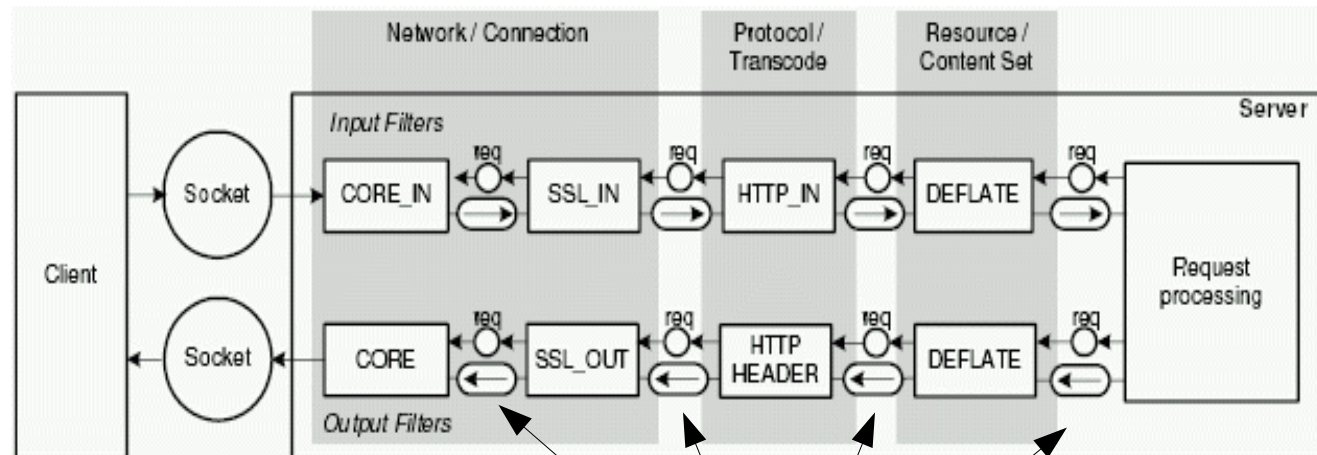 Network / Connection
Protocol /
Transcode
Resource /
Content Set
Server
Input Filters
req
req
req
req
Socket
CORE_IN
SSL_IN
HTTP_IN
DEFLATE
Client
Request
processing
req
req
req
req
Socket
CORE
SSL_OUT
HTTP
HEADER
DEFLATE
Output Filters